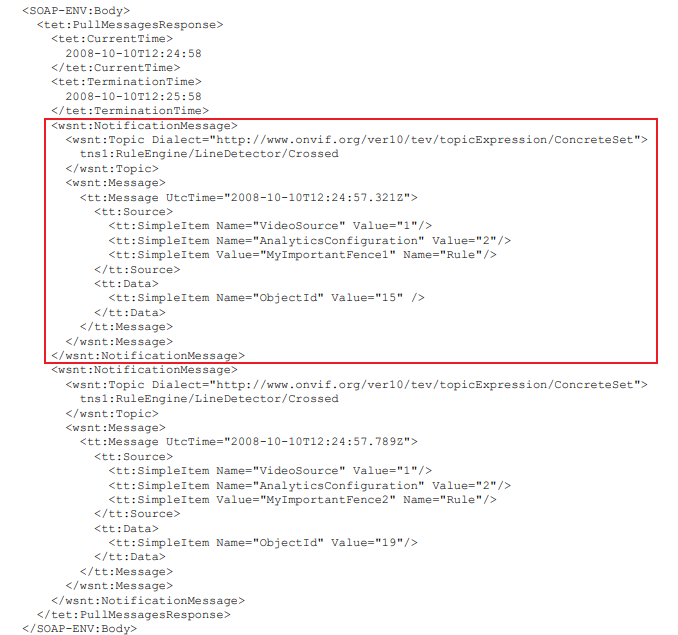 <SOAP-ENV:Body>
<tet:PullMessagesResponse>
<tet:CurrentTime>
2008-10-10T12:24:58
</tet:CurrentTime>
<tet:TerminationTime>
2008-10-10T12:25:58
</tet:TerminationTime>
<wsnt:NotificationMessage>
<wsnt:Topic Dialect="http://www.onvif.org/ver10/tev/topicExpression/ConcreteSet">
tns1:RuleEngine/LineDetector/Crossed
</wsnt:Topic>
<wsnt:Message>
<tt:Message UtcTime="2008-10-10T12:24:57.321Z">
<tt:Source>
<tt:SimpleItem Name="VideoSource" Value="1"/>
<tt:SimpleItem Name="AnalyticsConfiguration" Value="2"/>
<tt:SimpleItem Value="MyImportantFence1" Name="Rule"/>
</tt:Source>
<tt:Data>
<tt:SimpleItem Name="ObjectId" Value="15" />
</tt:Data>
</tt:Message>
</wsnt:Message>
</wsnt:NotificationMessage>
<wsnt:NotificationMessage>
<wsnt:Topic Dialect="http://www.onvif.org/ver10/tev/topicExpression/ConcreteSet">
tns1:RuleEngine/LineDetector/Crossed
</wsnt:Topic>
<wsnt:Message>
<tt:Message UtcTime="2008-10-10T12:24:57.789Z">
<tt:Source>
<tt:SimpleItem Name="VideoSource" Value="1"/>
<tt:SimpleItem Name="AnalyticsConfiguration" Value="2"/>
<tt:SimpleItem Value="MyImportantFence2" Name="Rule"/>
</tt:Source>
<tt:Data>
<tt:SimpleItem Name="ObjectId" Value="19"/>
</tt:Data>
</tt:Message>
</wsnt:Message>
</wsnt:NotificationMessage>
</tet:PullMessagesResponse>
</SOAP-ENV:Body>